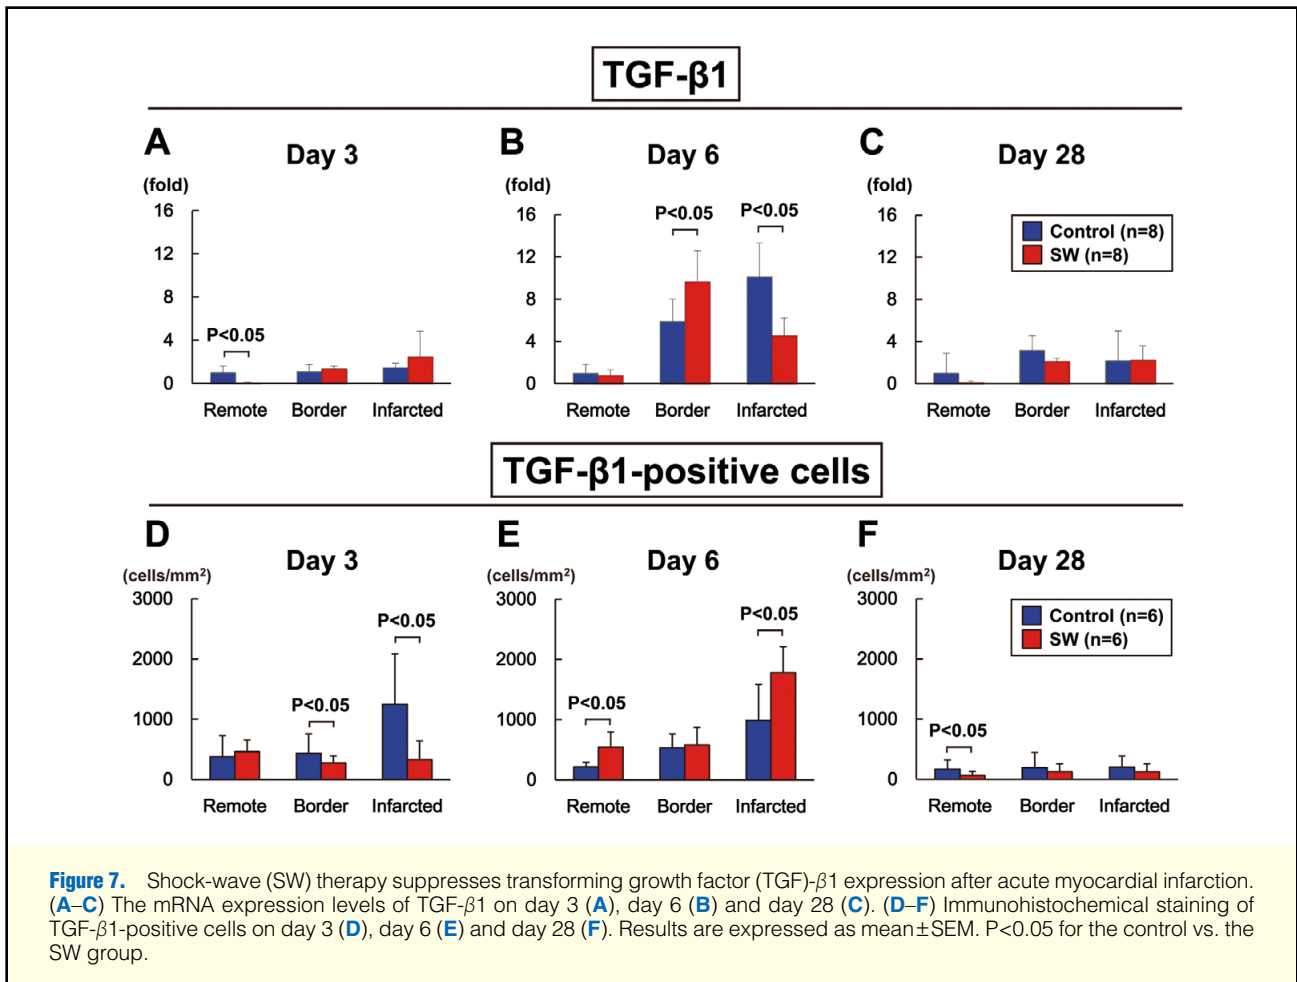 TGF-β1
A
Day 3
(fold)
16
12
8
4
0
P<0.05
Remote Border Infarcted
B
Day 6
(fold)
16
12
8
4
0
P<0.05 P<0.05
Remote Border Infarcted
C
Day 28
(fold)
16
12
8
4
0
Control (n=8)
SW (n=8)
Remote Border Infarcted
TGF-β1-positive cells
D
Day 3
(cells/mm²)
3000
2000
1000
0
P<0.05
P<0.05
Remote Border Infarcted
E
Day 6
(cells/mm²)
3000
2000
1000
0
P<0.05
P<0.05
Remote Border Infarcted
F
Day 28
(cells/mm²)
3000
2000
1000
0
Control (n=6)
SW (n=6)
P<0.05
Remote Border Infarcted
Figure 7. Shock-wave (SW) therapy suppresses transforming growth factor (TGF)-β1 expression after acute myocardial infarction.
(A–C) The mRNA expression levels of TGF-β1 on day 3 (A), day 6 (B) and day 28 (C). (D–F) Immunohistochemical staining of
TGF-β1-positive cells on day 3 (D), day 6 (E) and day 28 (F). Results are expressed as mean±SEM. P<0.05 for the control vs. the
SW group.